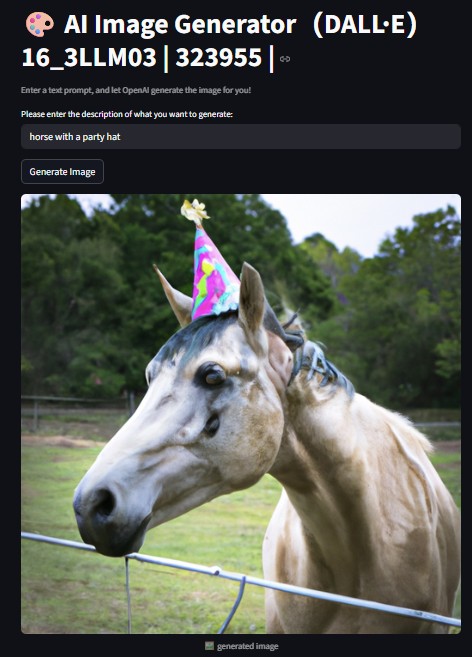 🎨 AI Image Generator（DALL·E）
16_3LLM03 | 323955 |
Enter a text prompt, and let OpenAI generate the image for you!
Please enter the description of what you want to generate:
horse with a party hat
Generate Image
generated image